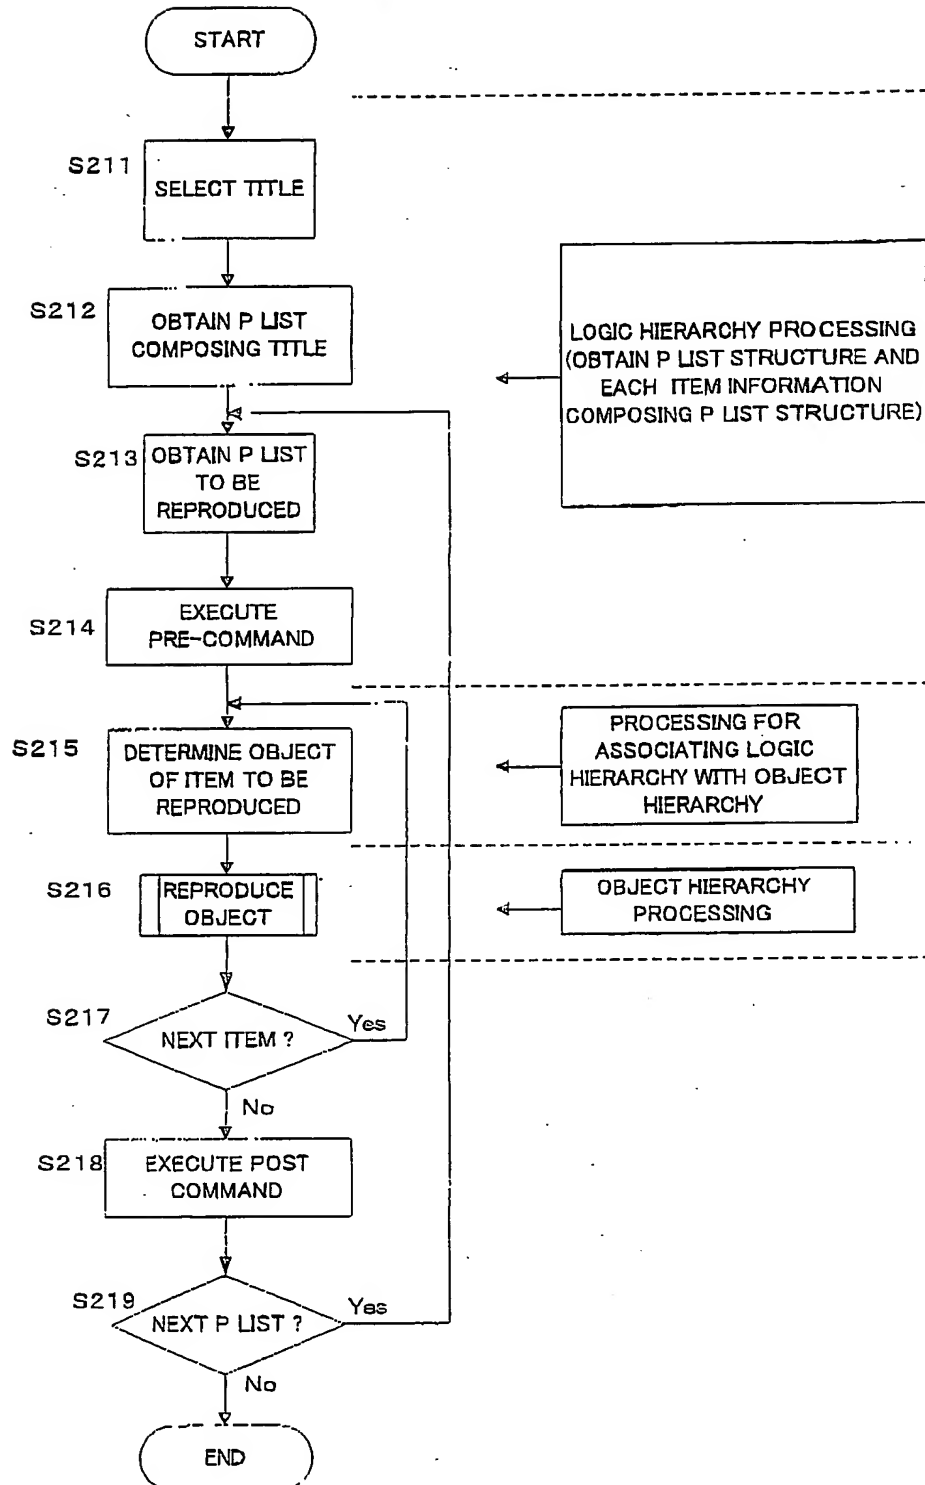 START
S211
SELECT TITLE
S212
OBTAIN P LIST
COMPOSING TITLE
LOGIC HIERARCHY PROCESSING
(OBTAIN P LIST STRUCTURE AND
EACH ITEM INFORMATION
COMPOSING P LIST STRUCTURE)
S213
OBTAIN P LIST
TO BE
REPRODUCED
S214
EXECUTE
PRE-COMMAND
S215
DETERMINE OBJECT
OF ITEM TO BE
REPRODUCED
PROCESSING FOR
ASSOCIATING LOGIC
HIERARCHY WITH OBJECT
HIERARCHY
S216
REPRODUCE
OBJECT
OBJECT HIERARCHY
PROCESSING
S217
NEXT ITEM ?
Yes
No
S218
EXECUTE POST
COMMAND
S219
NEXT P LIST ?
Yes
No
END